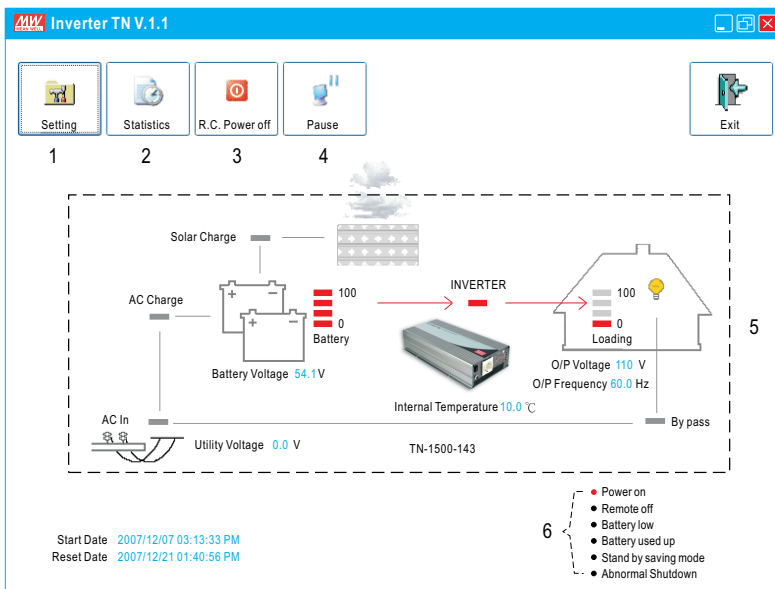 MW MEAN WELL Inverter TN V.1.1
Setting Statistics R.C. Power off Pause Exit
1 2 3 4
Solar Charge
AC Charge
+ −
+ −
100
0
Battery
Battery Voltage 54.1V
INVERTER
100
0
Loading
O/P Voltage 110 V
O/P Frequency 60.0 Hz
5
Internal Temperature 10.0 ℃
AC In
Utility Voltage 0.0 V
TN-1500-143
By pass
6
Power on
Remote off
Battery low
Battery used up
Stand by saving mode
Abnormal Shutdown
Start Date 2007/12/07 03:13:33 PM
Reset Date 2007/12/21 01:40:56 PM